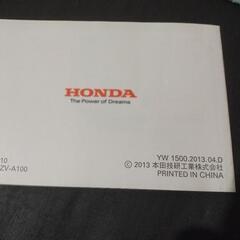 HONDA
The Power of Dreams
10
ZV-A100
YW 1500.2013.04.D
© 2013 本田技研工業株式会社
PRINTED IN CHINA